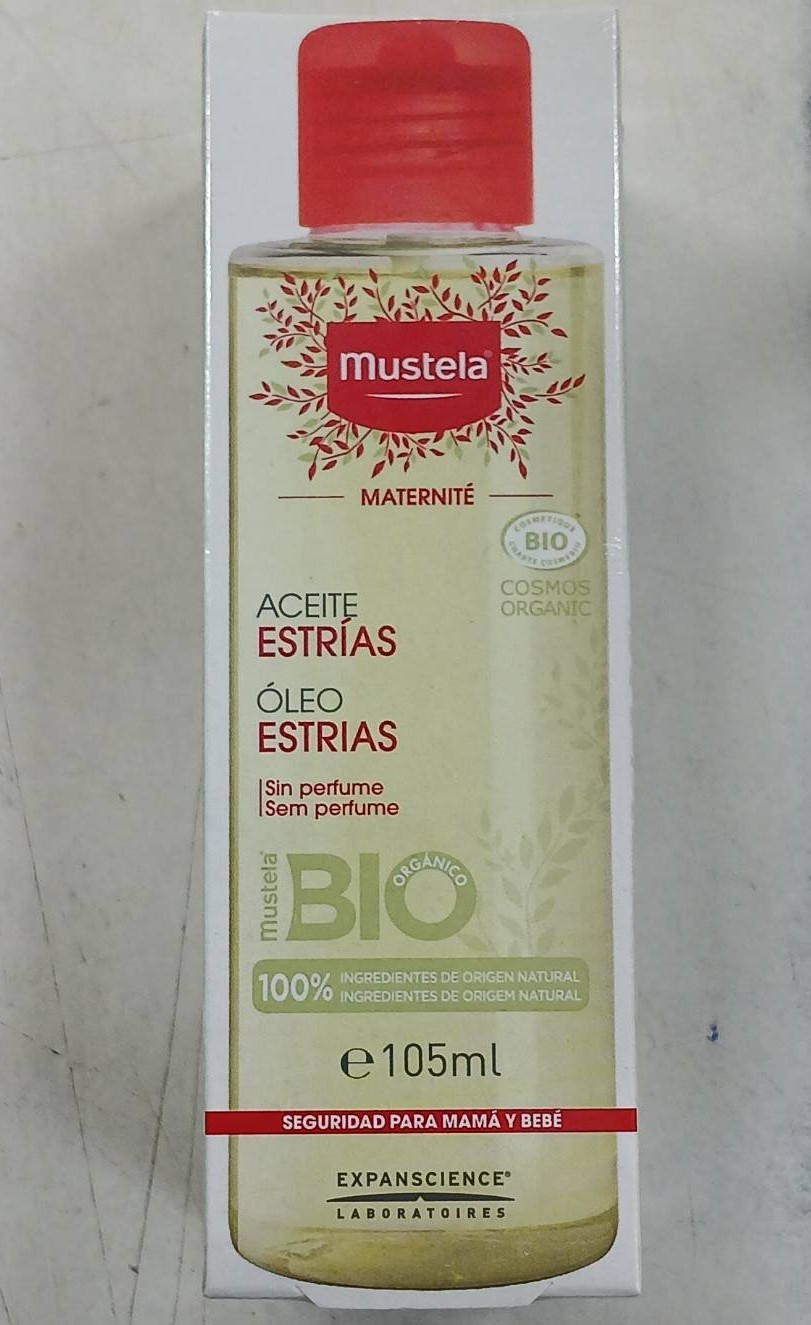 mustela®
MATERNITÉ
COSMETIQUE
BIO
CHARTE COSMEBIO
COSMOS
ORGANIC
ACEITE
ESTRÍAS
ÓLEO
ESTRIAS
Sin perfume
Sem perfume
mustela®
BIO
ORGÁNICO
100% INGREDIENTES DE ORIGEN NATURAL
INGREDIENTES DE ORIGEM NATURAL
℮105ml
SEGURIDAD PARA MAMÁ Y BEBÉ
EXPANSCIENCE®
LABORATOIRES